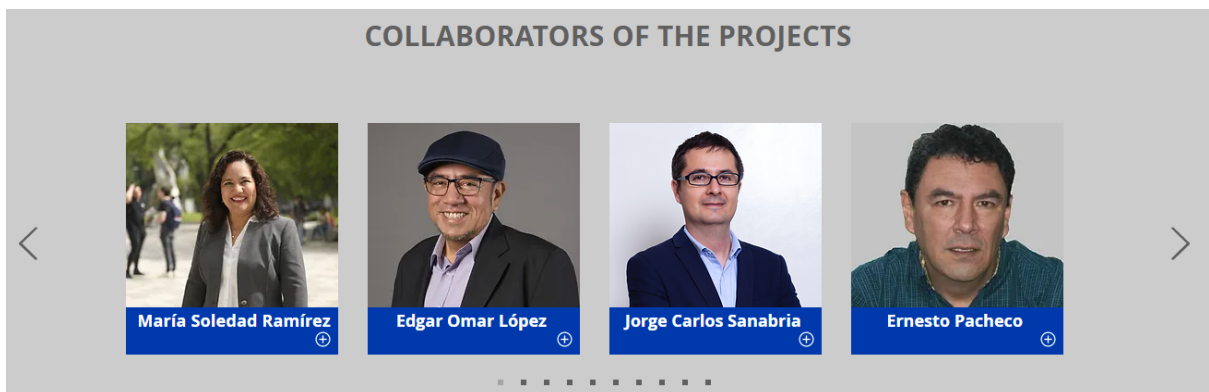 COLLABORATORS OF THE PROJECTS
María Soledad Ramírez
Edgar Omar López
Jorge Carlos Sanabria
Ernesto Pacheco